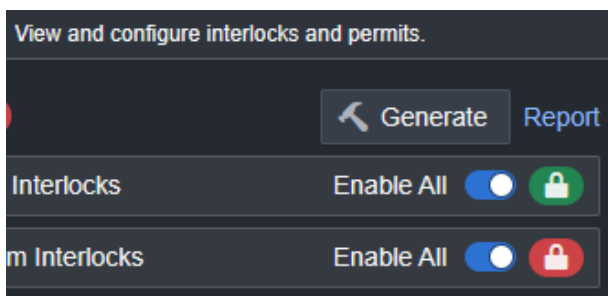 View and configure interlocks and permits.
Generate Report
Interlocks Enable All
m Interlocks Enable All